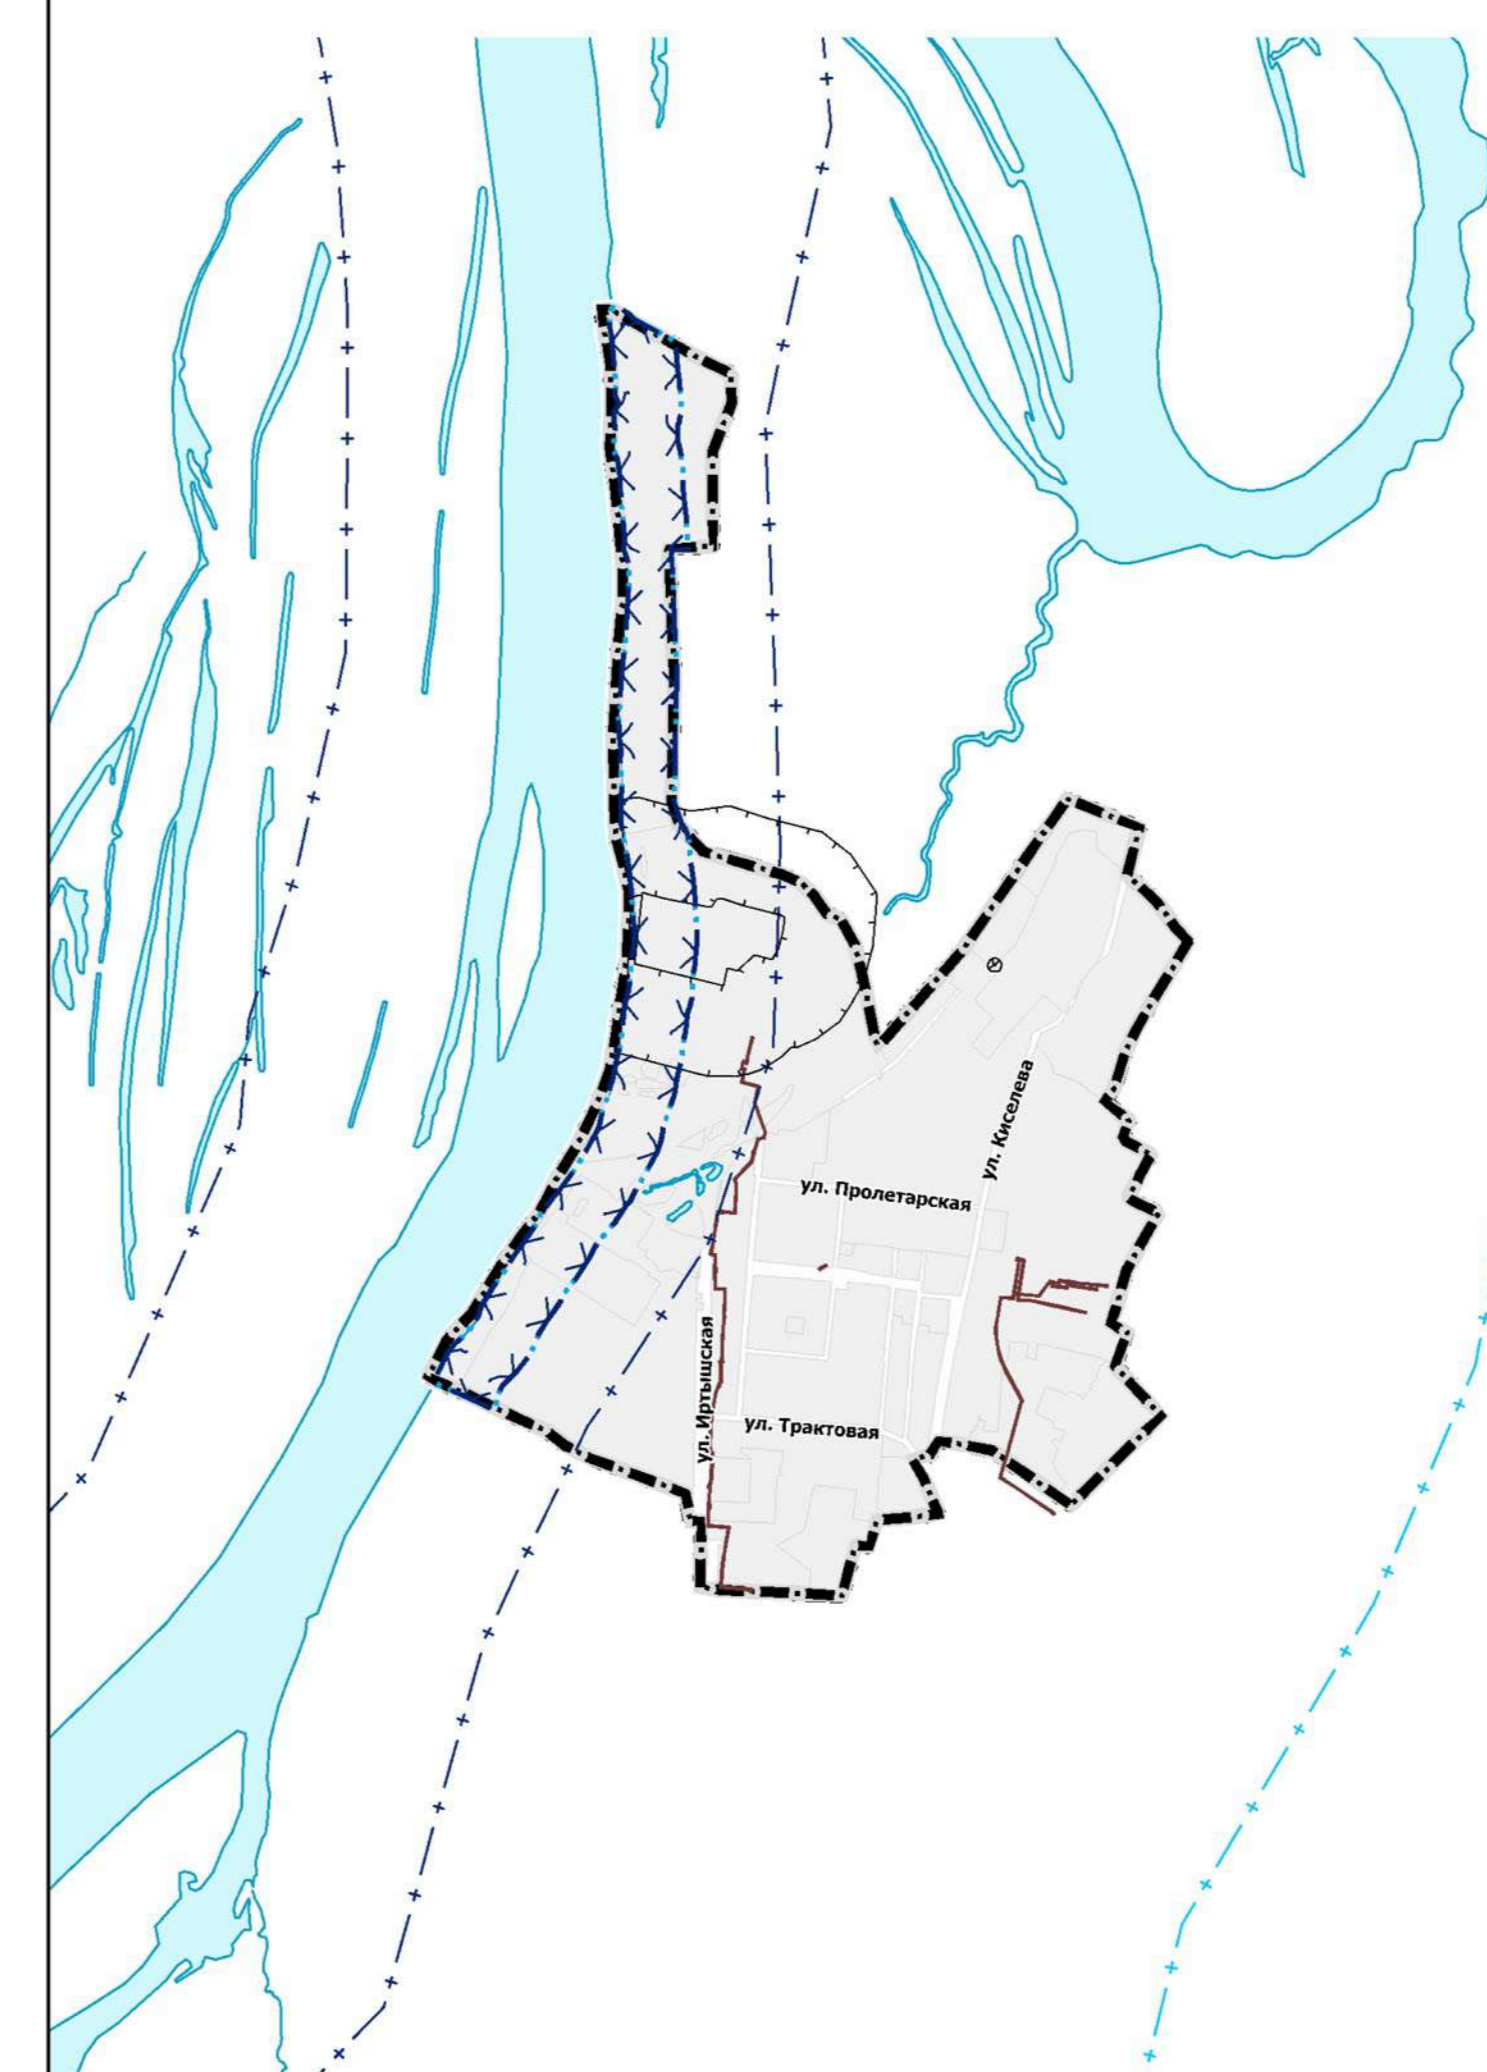 ул. Киселева
ул. Пролетарская
ул. Иртышская
ул. Трактовая